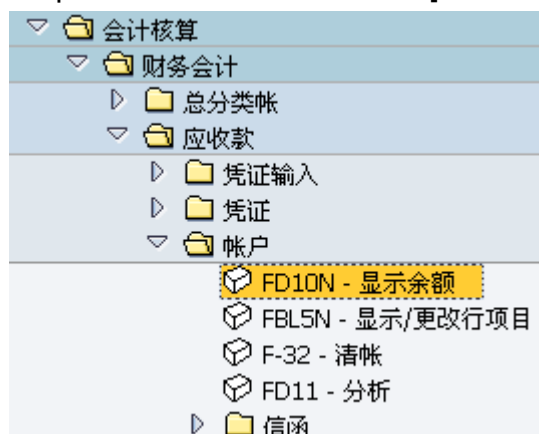 会计核算
财务会计
总分类帐
应收款
凭证输入
凭证
帐户
FD10N - 显示余额
FBL5N - 显示/更改行项目
F-32 - 清帐
FD11 - 分析
信函